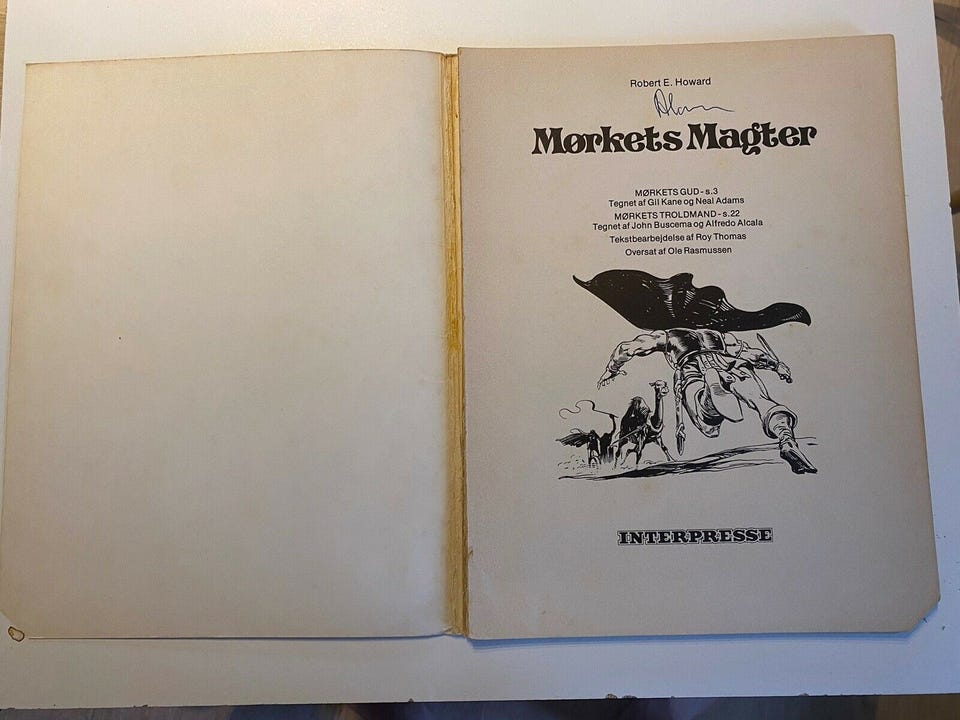 Robert E. Howard
Mørkets Magter
MØRKETS GUD - s.3
Tegnet af Gil Kane og Neal Adams
MØRKETS TROLDMAND - s.22
Tegnet af John Buscema og Alfredo Alcala
Tekstbearbejdelse af Roy Thomas
Oversat af Ole Rasmussen
INTERPRESSE